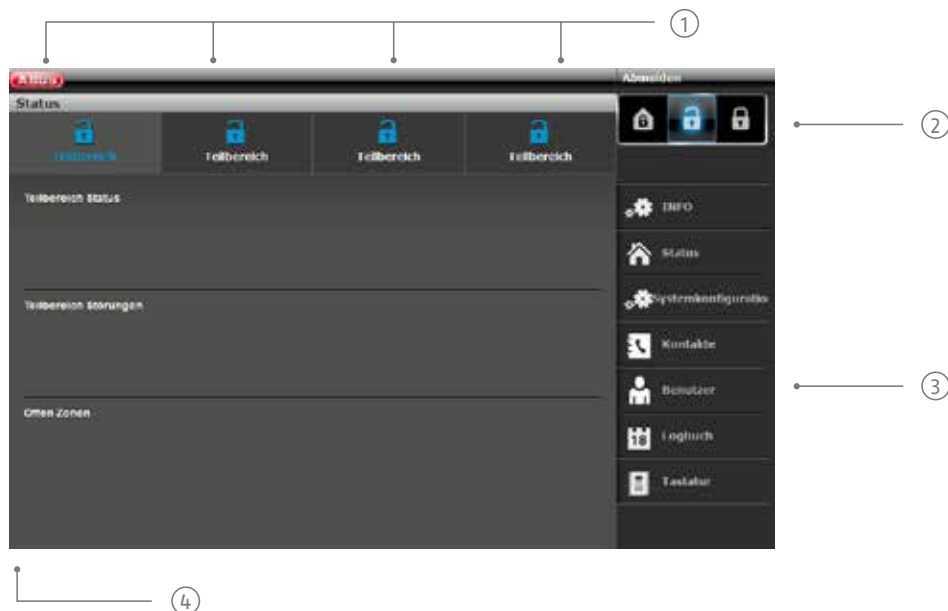 1
Abmelden
Status
2
Teilbereich
Teilbereich
Teilbereich
Teilbereich
Teilbereich Status
INFO
Status
Teilbereich Störungen
Systemkonfiguratio
Kontakte
3
Benutzer
Offen Zonen
Logbuch
18
Tastatur
4